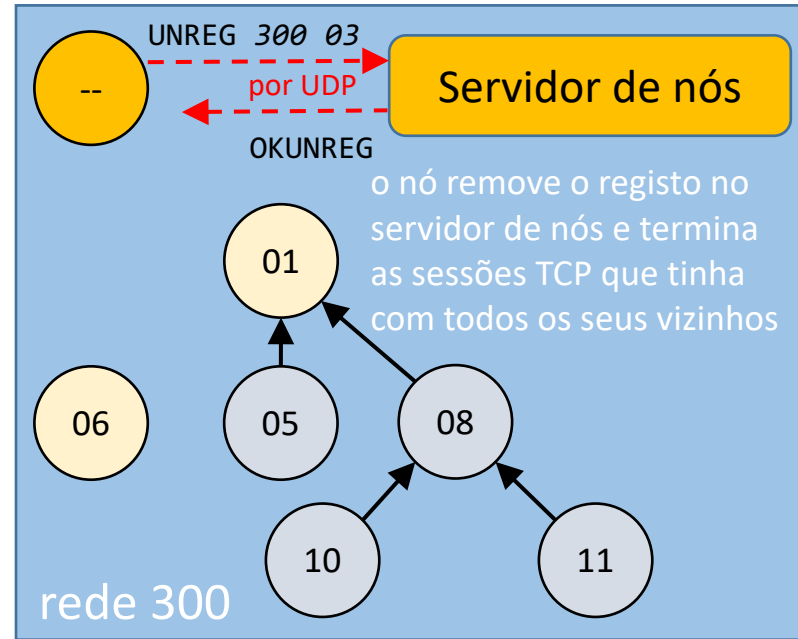 UNREG 300 03
--
por UDP
Servidor de nós
OKUNREG
o nó remove o registo no
servidor de nós e termina
as sessões TCP que tinha
com todos os seus vizinhos
01
06
05
08
10
11
rede 300